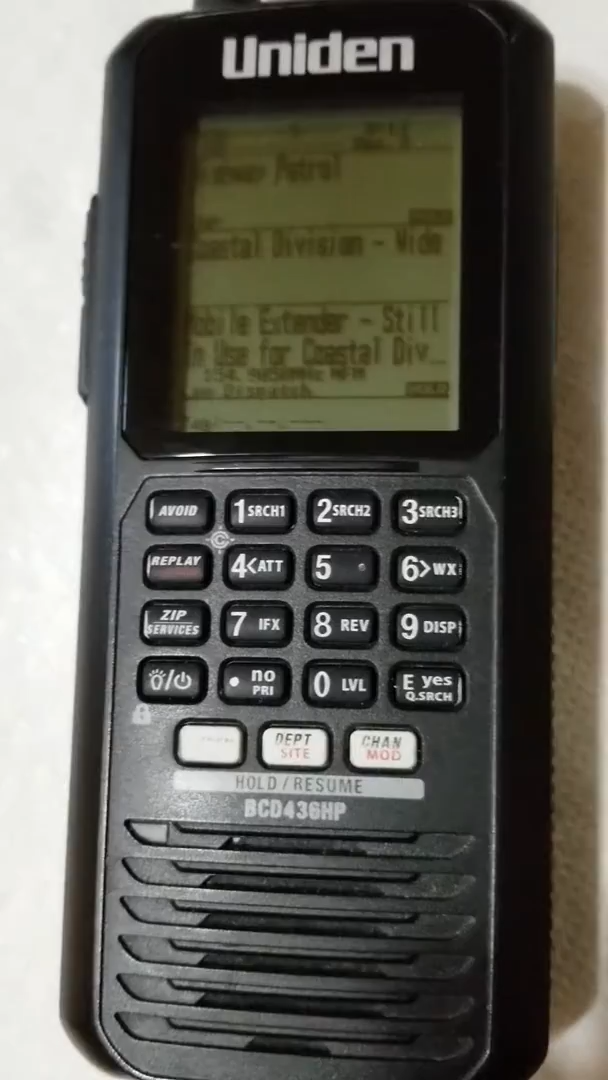 Uniden
Patrol
Coastal Division - Wide
Mobile Extender - Still
In Use for Coastal Div...
Dispatch
AVOID 1 SRCH1 2 SRCH2 3 SRCH3
REPLAY 4 <ATT 5 6 >WX
ZIP SERVICES 7 IFX 8 REV 9 DISP
/ . no PRI 0 LVL E yes Q.SRCH
DEPT SITE CHAN MOD
HOLD / RESUME
BCD436HP